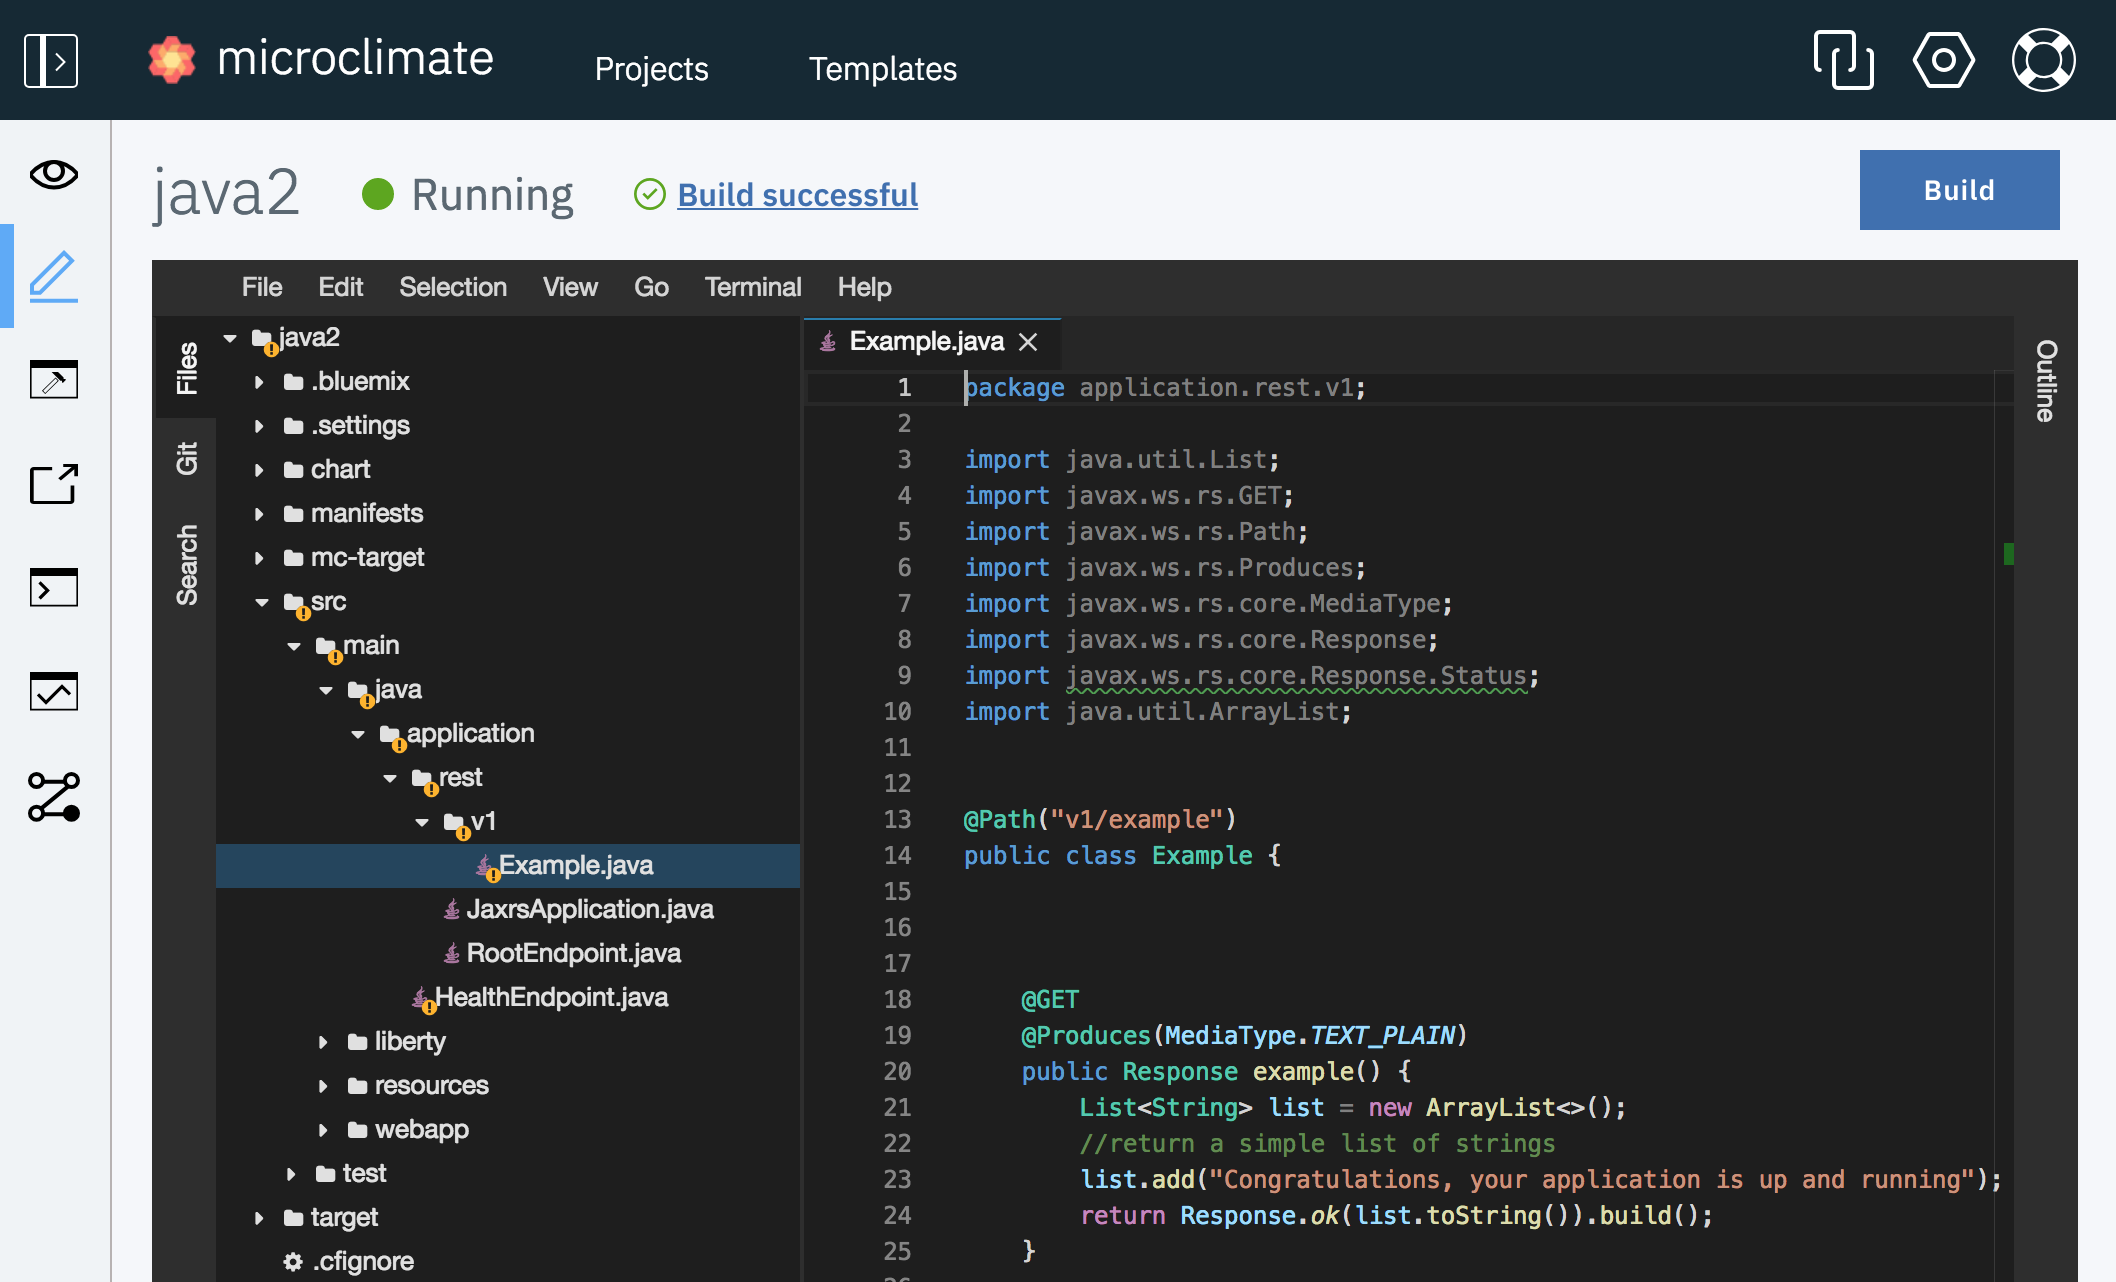 microclimate
Projects
Templates
java2
Running
Build successful
Build
File Edit Selection View Go Terminal Help
Files
Git
Search
java2
.bluemix
.settings
chart
manifests
mc-target
src
main
java
application
rest
v1
Example.java
JaxrsApplication.java
RootEndpoint.java
HealthEndpoint.java
liberty
resources
webapp
test
target
.cfignore
Example.java
1 package application.rest.v1;
2
3 import java.util.List;
4 import javax.ws.rs.GET;
5 import javax.ws.rs.Path;
6 import javax.ws.rs.Produces;
7 import javax.ws.rs.core.MediaType;
8 import javax.ws.rs.core.Response;
9 import javax.ws.rs.core.Response.Status;
10 import java.util.ArrayList;
11
12
13 @Path("v1/example")
14 public class Example {
15
16
17
18 @GET
19 @Produces(MediaType.TEXT_PLAIN)
20 public Response example() {
21 List<String> list = new ArrayList<>();
22 //return a simple list of strings
23 list.add("Congratulations, your application is up and running");
24 return Response.ok(list.toString()).build();
25 }
Outline